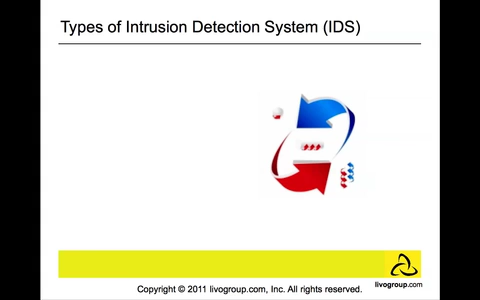 Types of Intrusion Detection System (IDS)
livogroup.com
Copyright © 2011 livogroup.com, Inc. All rights reserved.